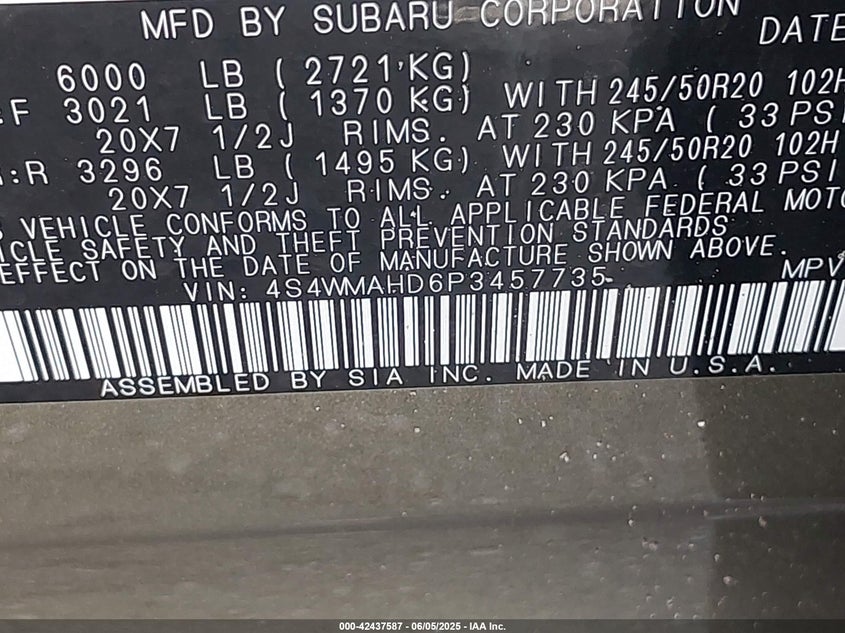 MFD BY SUBARU CORPORATION
DATE
6000 LB ( 2721 KG)
F 3021 LB ( 1370 KG) WITH 245/50R20 102H
20X7 1/2J RIMS. AT 230 KPA ( 33 PSI
:R 3296 LB ( 1495 KG) WITH 245/50R20 102H
20X7 1/2J RIMS. AT 230 KPA ( 33 PSI
VEHICLE CONFORMS TO ALL APPLICABLE FEDERAL MOTO
ICLE SAFETY AND THEFT PREVENTION STANDARDS
EFFECT ON THE DATE OF MANUFACTURE SHOWN ABOVE.
VIN: 4S4WMAHD6P3457735 MPV
ASSEMBLED BY SIA INC. MADE IN U.S.A.
000-42437587 - 06/05/2025 - IAA Inc.